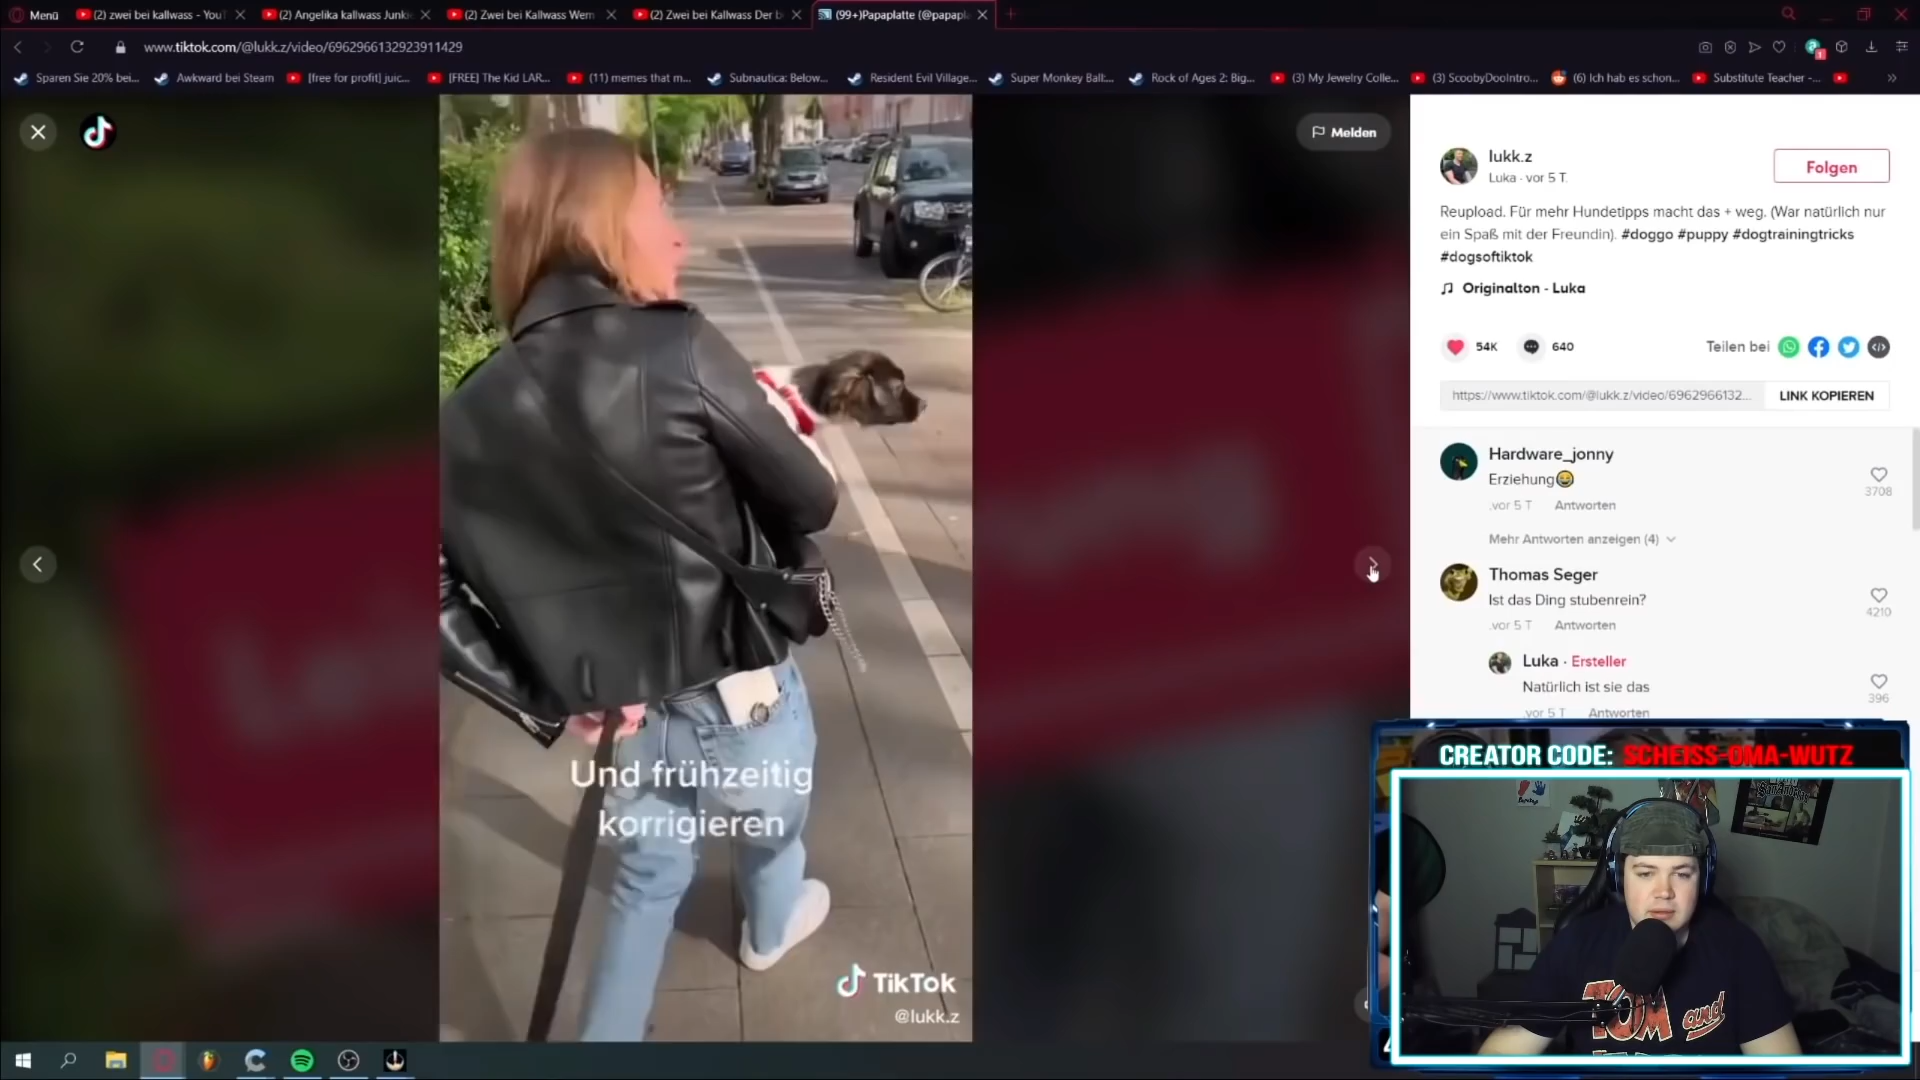 Menü
(2) zwei bei kallwass - YouT
(2) Angelika kallwass Junki
(2) Zwei bei Kallwass Wem
(2) Zwei bei Kallwass Der b
(99+)Papaplatte (@papapl
www.tiktok.com/@lukk.z/video/6962966132923911429
Sparen Sie 20% bei...
Awkward bei Steam
[free for profit] juic...
[FREE] The Kid LAR...
(11) memes that m...
Subnautica: Below...
Resident Evil Village...
Super Monkey Ball:...
Rock of Ages 2: Big...
(3) My Jewelry Colle...
(3) ScoobyDooIntro...
(6) Ich hab es schon...
Substitute Teacher -...
Melden
lukk.z
Luka · vor 5 T.
Folgen
Reupload. Für mehr Hundetipps macht das + weg. (War natürlich nur
ein Spaß mit der Freundin). #doggo #puppy #dogtrainingtricks
#dogsoftiktok
Originalton - Luka
54K
640
Teilen bei
https://www.tiktok.com/@lukk.z/video/6962966132...
LINK KOPIEREN
Hardware_jonny
Erziehung😂
3708
.vor 5 T
Antworten
Mehr Antworten anzeigen (4)
Thomas Seger
Ist das Ding stubenrein?
4210
.vor 5 T
Antworten
Luka · Ersteller
Natürlich ist sie das
396
.vor 5 T
Antworten
Und frühzeitig
korrigieren
TikTok
@lukk.z
CREATOR CODE: SCHEISS-OMA-WUTZ
TOM and